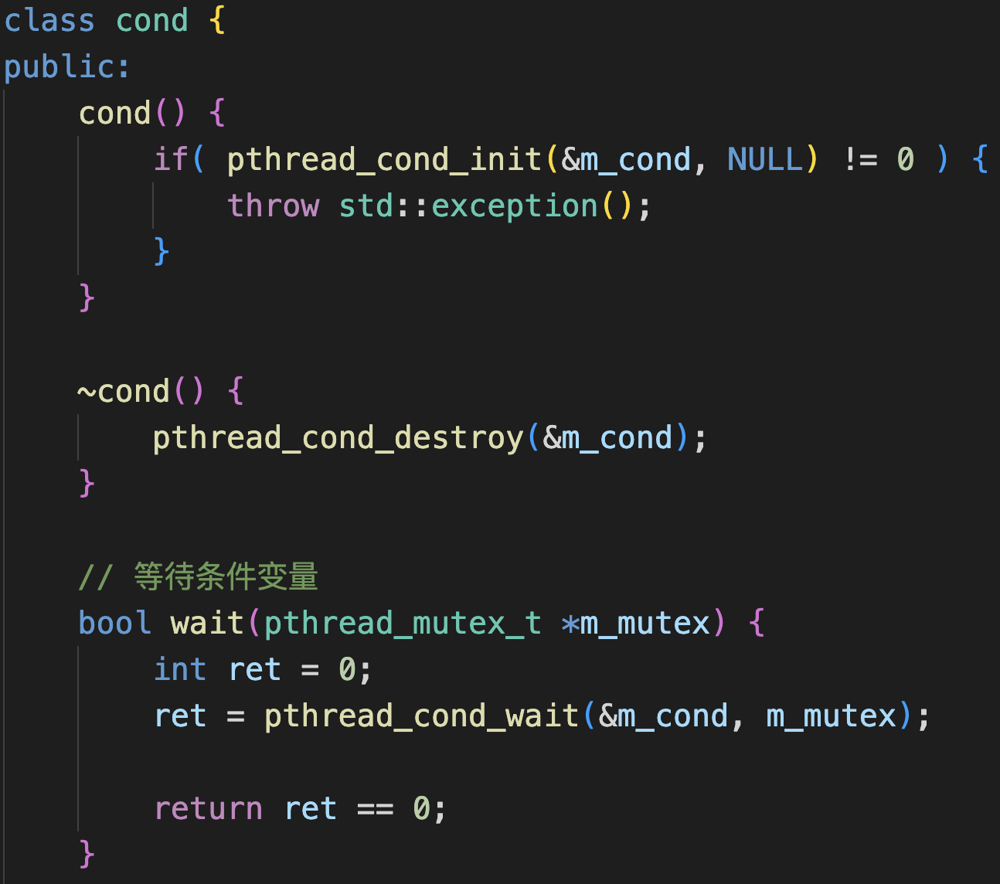 class cond {
public:
    cond() {
        if( pthread_cond_init(&m_cond, NULL) != 0 ) {
            throw std::exception();
        }
    }
    ~cond() {
        pthread_cond_destroy(&m_cond);
    }
    // 等待条件变量
    bool wait(pthread_mutex_t *m_mutex) {
        int ret = 0;
        ret = pthread_cond_wait(&m_cond, m_mutex);
        return ret == 0;
    }